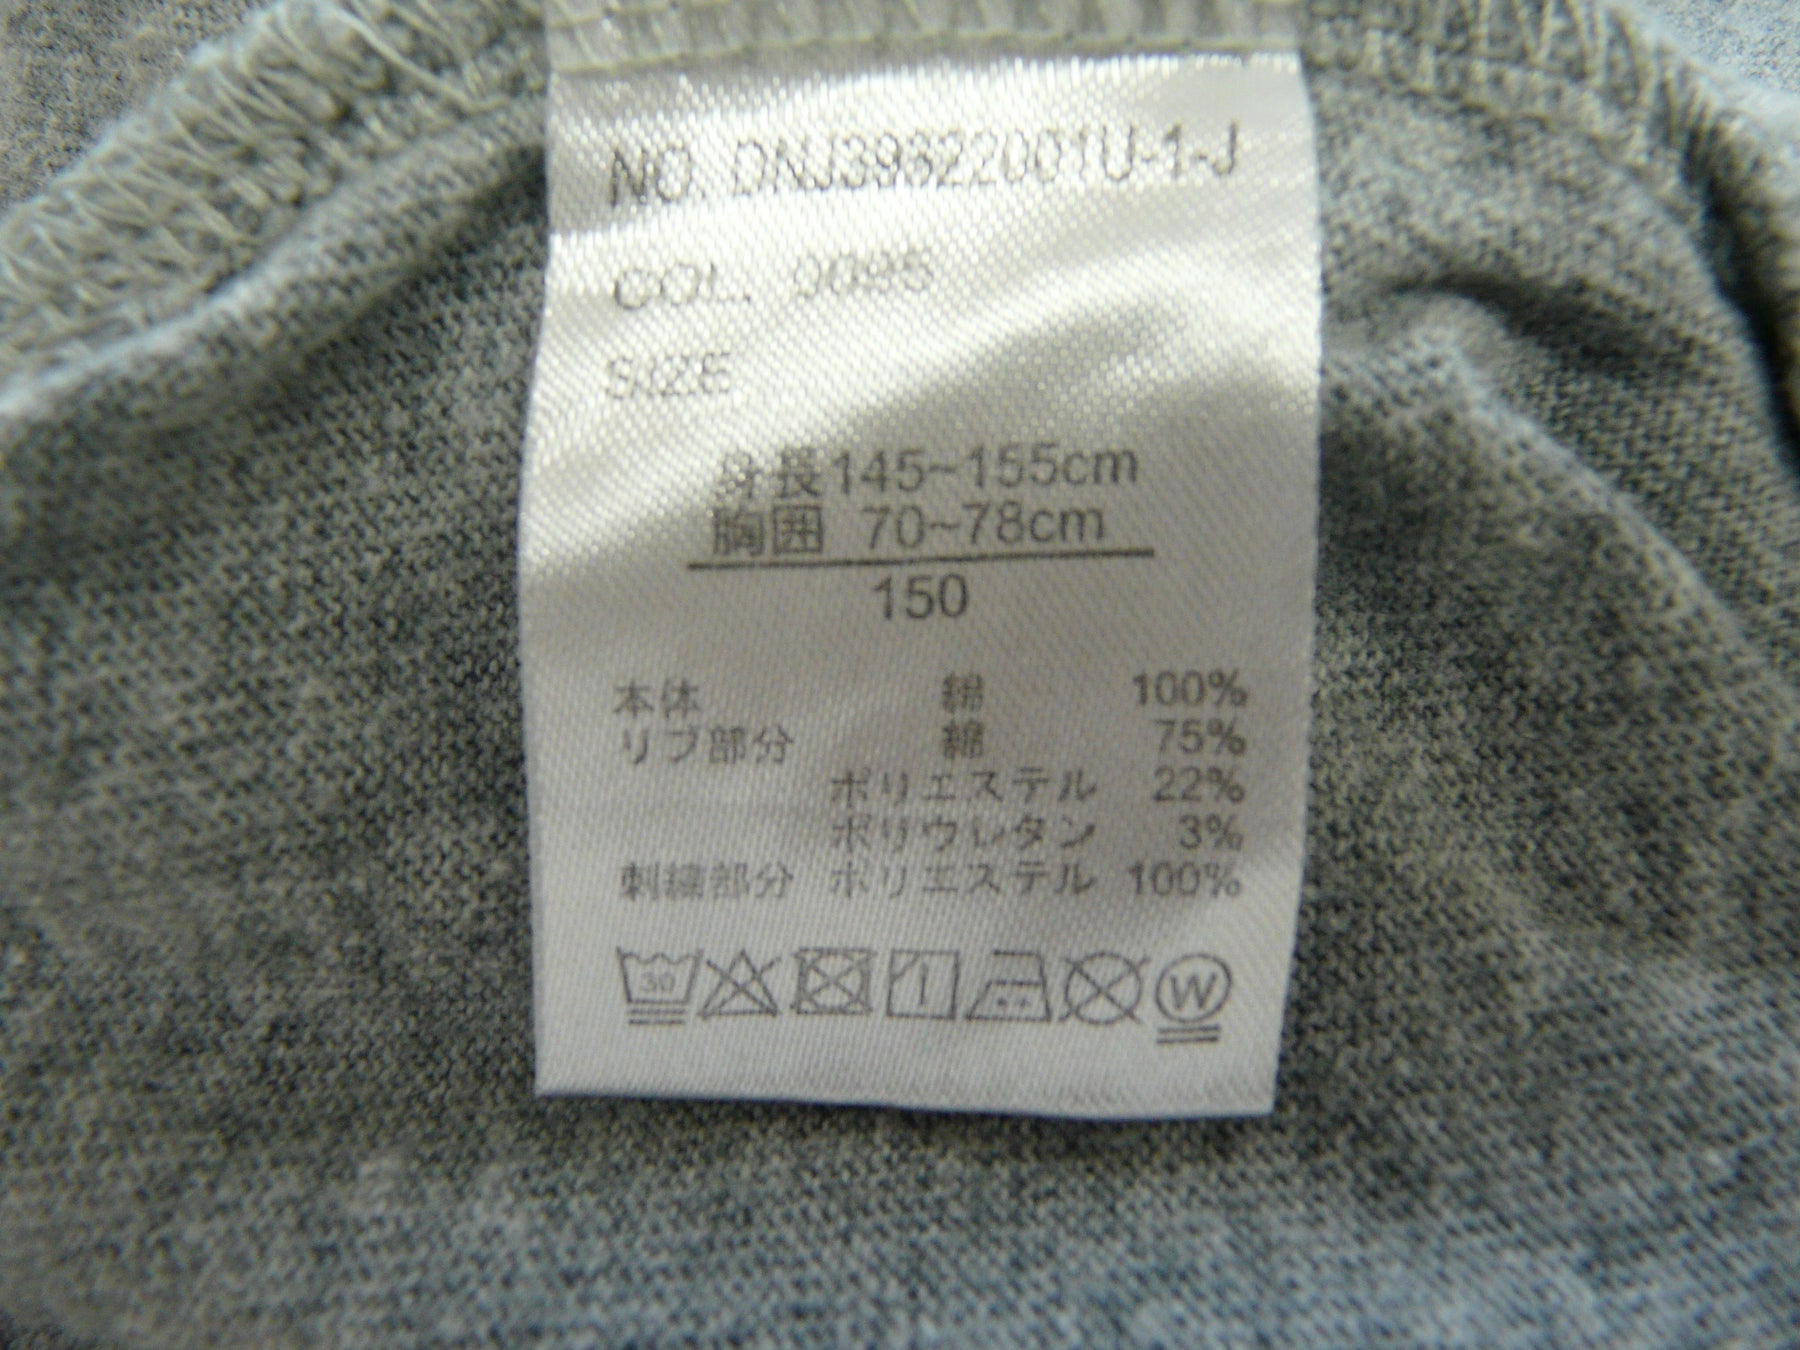 NO. DNJ39622001U-1-J
COL. 9095
SIZE
身長145~155cm
胸囲 70~78cm
150
本体 綿 100%
リブ部分 綿 75%
ポリエステル 22%
ポリウレタン 3%
刺繍部分 ポリエステル 100%
30
W